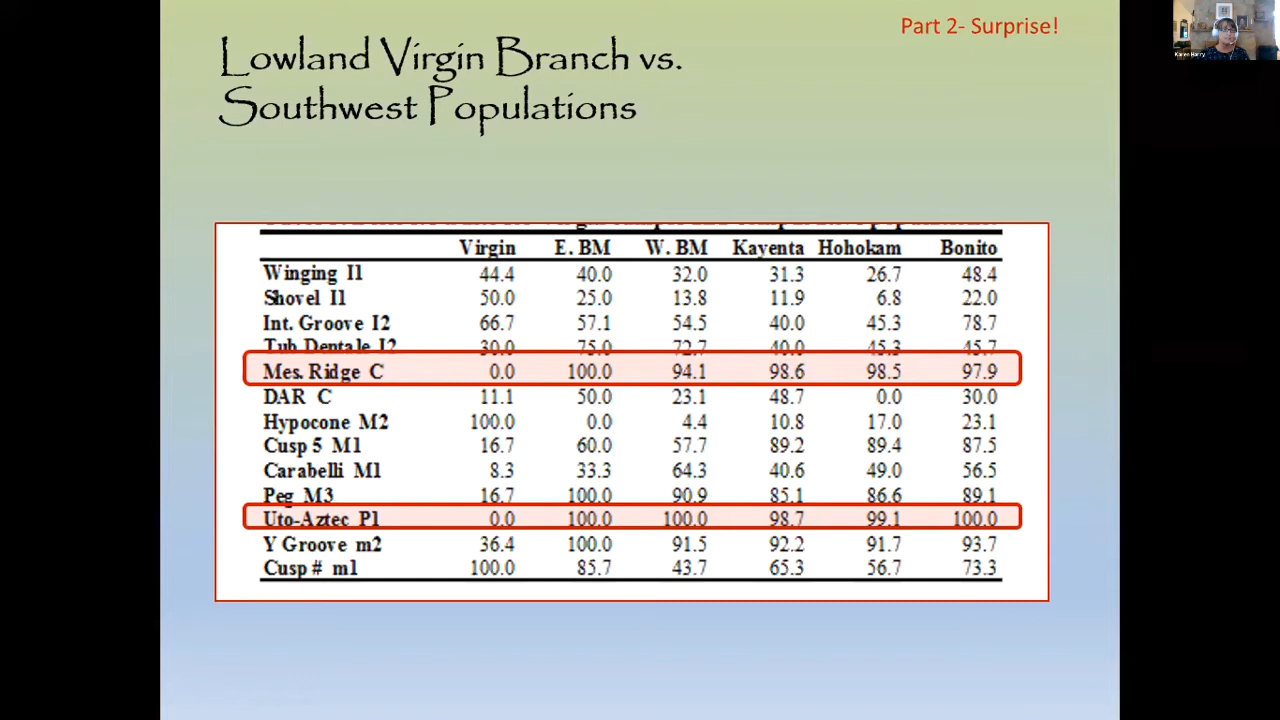 Part 2- Surprise!
Karen Harry
Lowland Virgin Branch vs.
Southwest Populations
Virgin E. BM W. BM Kayenta Hohokam Bonito
Winging I1 44.4 40.0 32.0 31.3 26.7 48.4
Shovel I1 50.0 25.0 13.8 11.9 6.8 22.0
Int. Groove I2 66.7 57.1 54.5 40.0 45.3 78.7
Tub Dentale I2 30.0 75.0 72.7 40.0 45.3 45.7
Mes. Ridge C 0.0 100.0 94.1 98.6 98.5 97.9
DAR C 11.1 50.0 23.1 48.7 0.0 30.0
Hypocone M2 100.0 0.0 4.4 10.8 17.0 23.1
Cusp 5 M1 16.7 60.0 57.7 89.2 89.4 87.5
Carabelli M1 8.3 33.3 64.3 40.6 49.0 56.5
Peg M3 16.7 100.0 90.9 85.1 86.6 89.1
Uto-Aztec P1 0.0 100.0 100.0 98.7 99.1 100.0
Y Groove m2 36.4 100.0 91.5 92.2 91.7 93.7
Cusp # m1 100.0 85.7 43.7 65.3 56.7 73.3